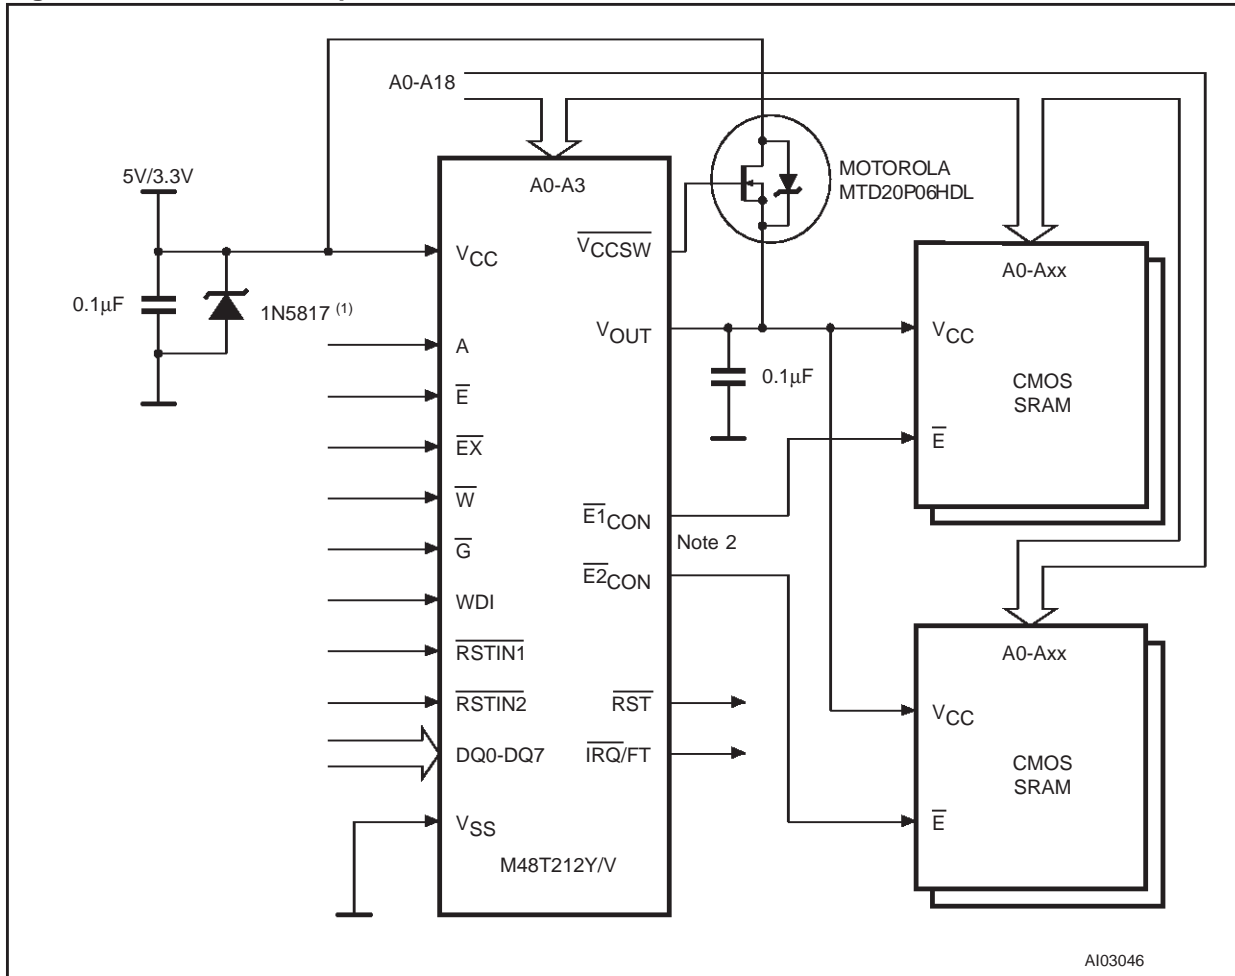 A0-A18
MOTOROLA
MTD20P06HDL
5V/3.3V
A0-A3
VCCSW
VCC
A0-Axx
0.1μF
1N5817 (1)
VOUT
VCC
A
0.1μF
CMOS
SRAM
E
EX
E
W
E1CON
Note 2
G
E2CON
WDI
RSTIN1
A0-Axx
RSTIN2
RST
VCC
DQ0-DQ7
IRQ/FT
CMOS
SRAM
VSS
E
M48T212Y/V
AI03046